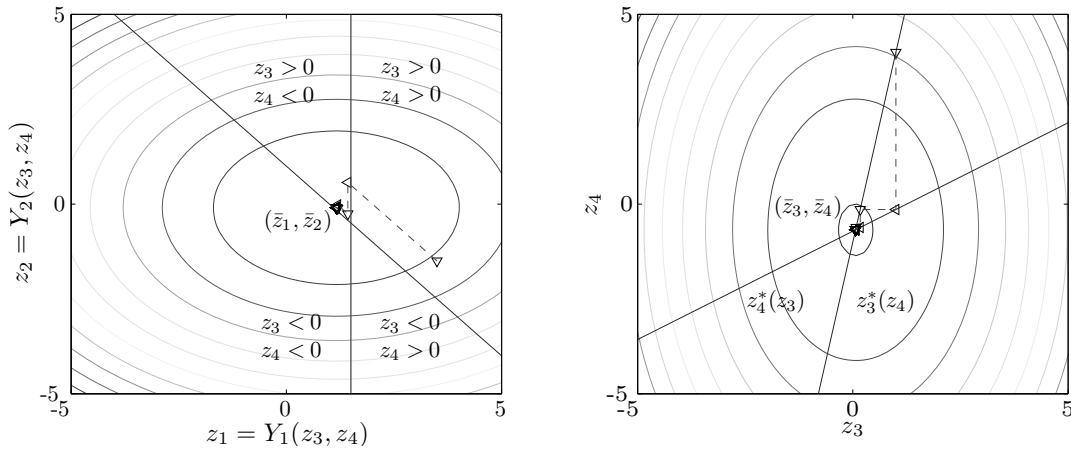 5
z₃ > 0
z₄ < 0
z₃ > 0
z₄ > 0
0
(z̄₁, z̄₂)
z₃ < 0
z₄ < 0
z₃ < 0
z₄ > 0
-5
-5
0
5
z₂ = Y₂(z₃, z₄)
z₁ = Y₁(z₃, z₄)
5
(z̄₃, z̄₄)
0
z₄
z₄*(z₃)
z₃*(z₄)
-5
-5
0
5
z₃